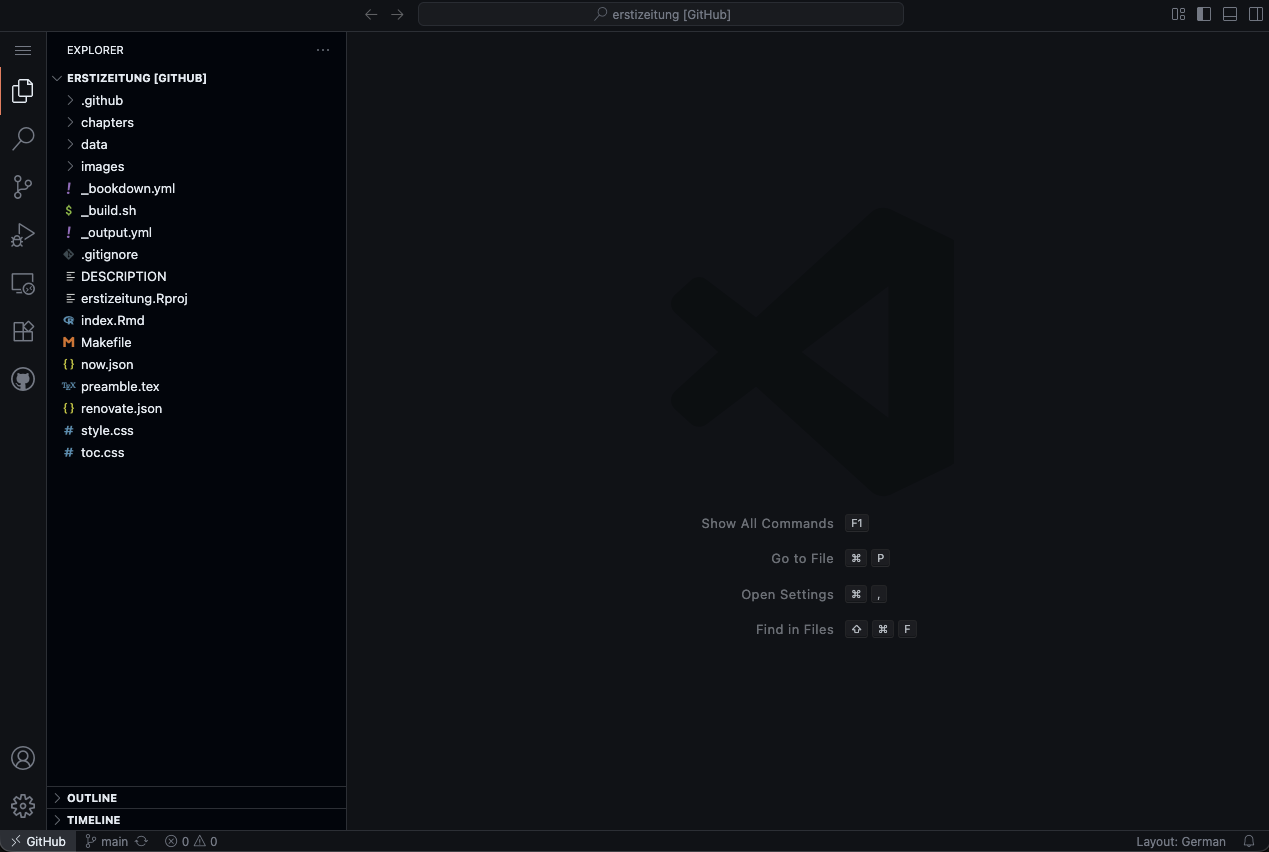 erstizeitung [GitHub]
EXPLORER
ERSTIZEITUNG [GITHUB]
.github
chapters
data
images
! _bookdown.yml
$ _build.sh
! _output.yml
.gitignore
DESCRIPTION
erstizeitung.Rproj
R index.Rmd
M Makefile
{} now.json
TEX preamble.tex
{} renovate.json
# style.css
# toc.css
Show All Commands F1
Go to File ⌘ P
Open Settings ⌘ ,
Find in Files ⇧ ⌘ F
OUTLINE
TIMELINE
GitHub main 0 0 Layout: German